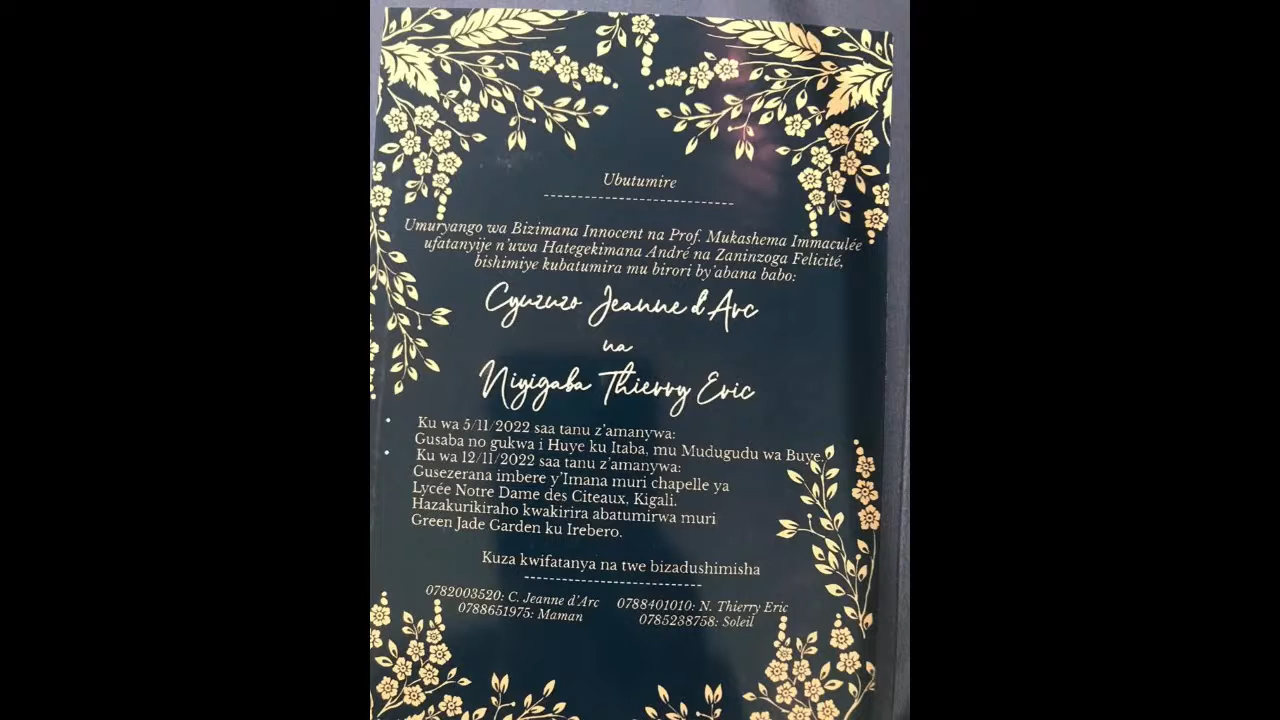 Ubutumire
Umuryango wa Bizimana Innocent na Prof. Mukashema Immaculée
ufatanyije n'uwa Hategekimana André na Zaninzoga Felicité,
bishimiye kubatumira mu birori by'abana babo:
Cyuzuzo Jeanne d'Arc
na
Niyigaba Thierry Eric
Ku wa 5/11/2022 saa tanu z'amanywa:
Gusaba no gukwa i Huye ku Itaba, mu Mudugudu wa Buye.
Ku wa 12/11/2022 saa tanu z'amanywa:
Gusezerana imbere y'Imana muri chapelle ya
Lycée Notre Dame des Citeaux, Kigali.
Hazakurikiraho kwakirira abatumirwa muri
Green Jade Garden ku Irebero.
Kuza kwifatanya na twe bizadushimisha
0782003520: C. Jeanne d'Arc 0788401010: N. Thierry Eric
0788651975: Maman 0785238758: Soleil